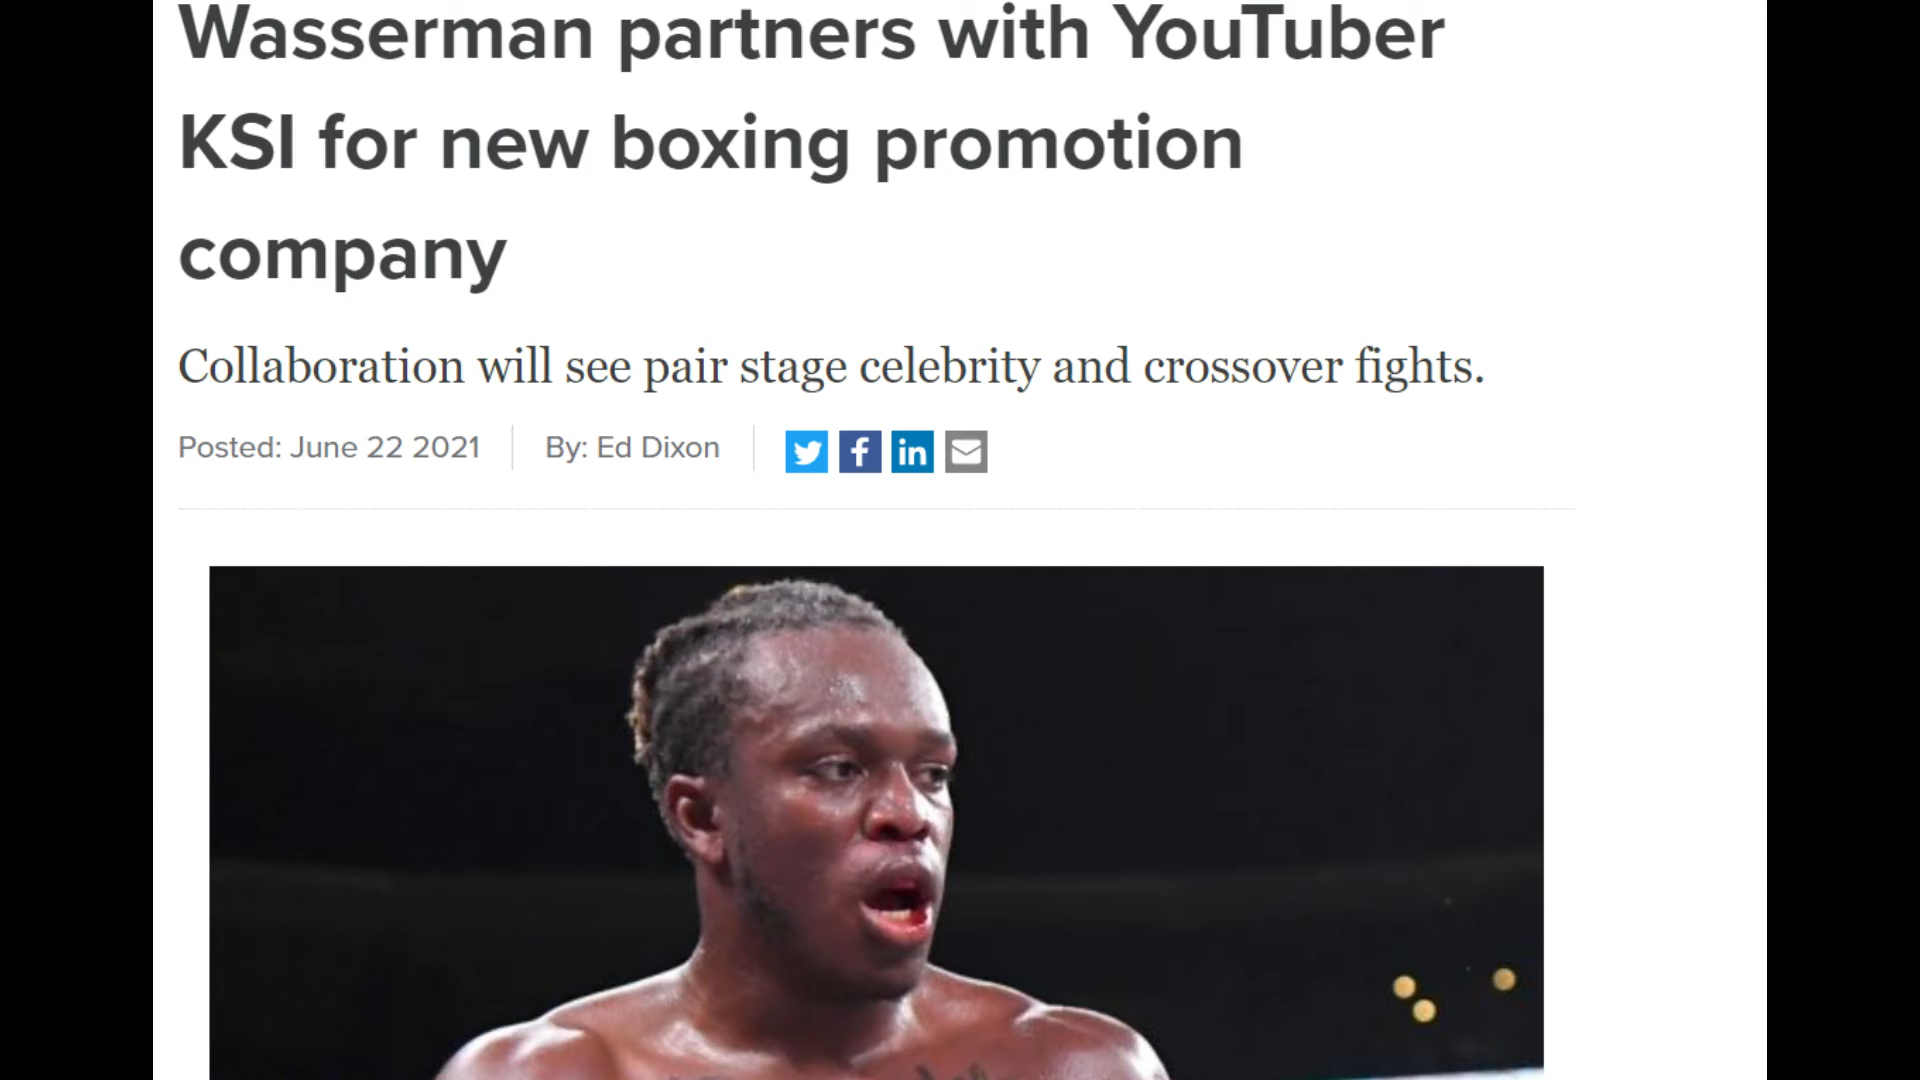 Wasserman partners with YouTuber
KSI for new boxing promotion
company
Collaboration will see pair stage celebrity and crossover fights.
Posted: June 22 2021 By: Ed Dixon